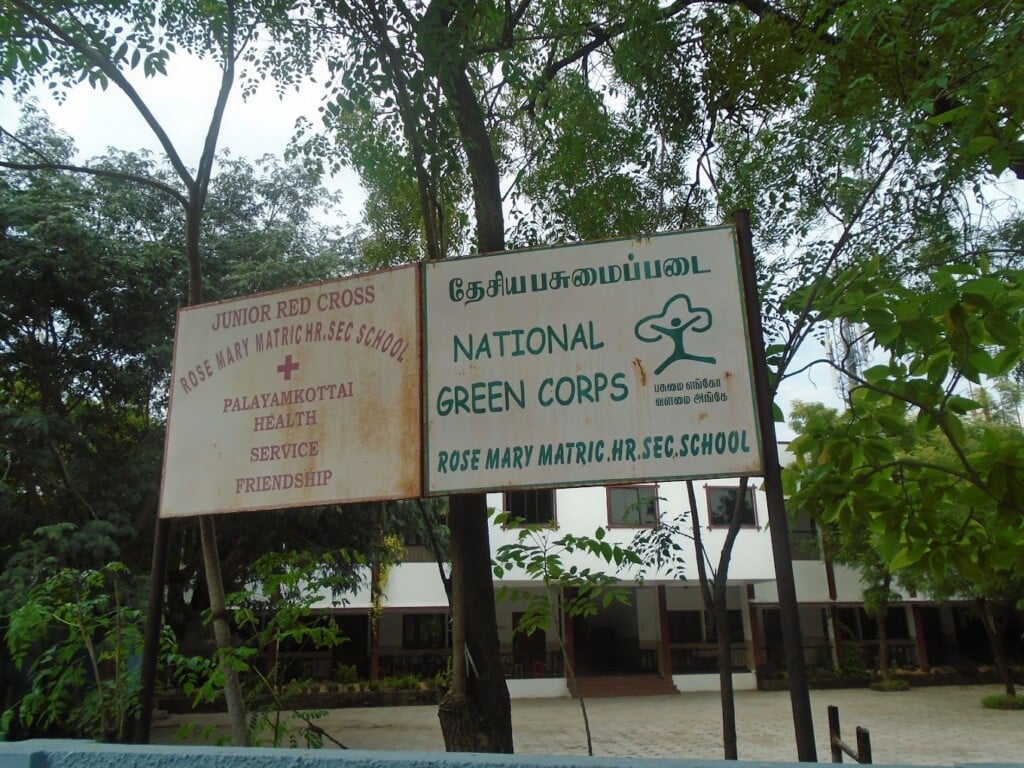 JUNIOR RED CROSS
ROSE MARY MATRIC HR.SEC SCHOOL
PALAYAMKOTTAI
HEALTH
SERVICE
FRIENDSHIP
தேசியபசுமைப்படை
NATIONAL
GREEN CORPS
பசுமை எங்கோ
வளமை அங்கே
ROSE MARY MATRIC.HR.SEC.SCHOOL